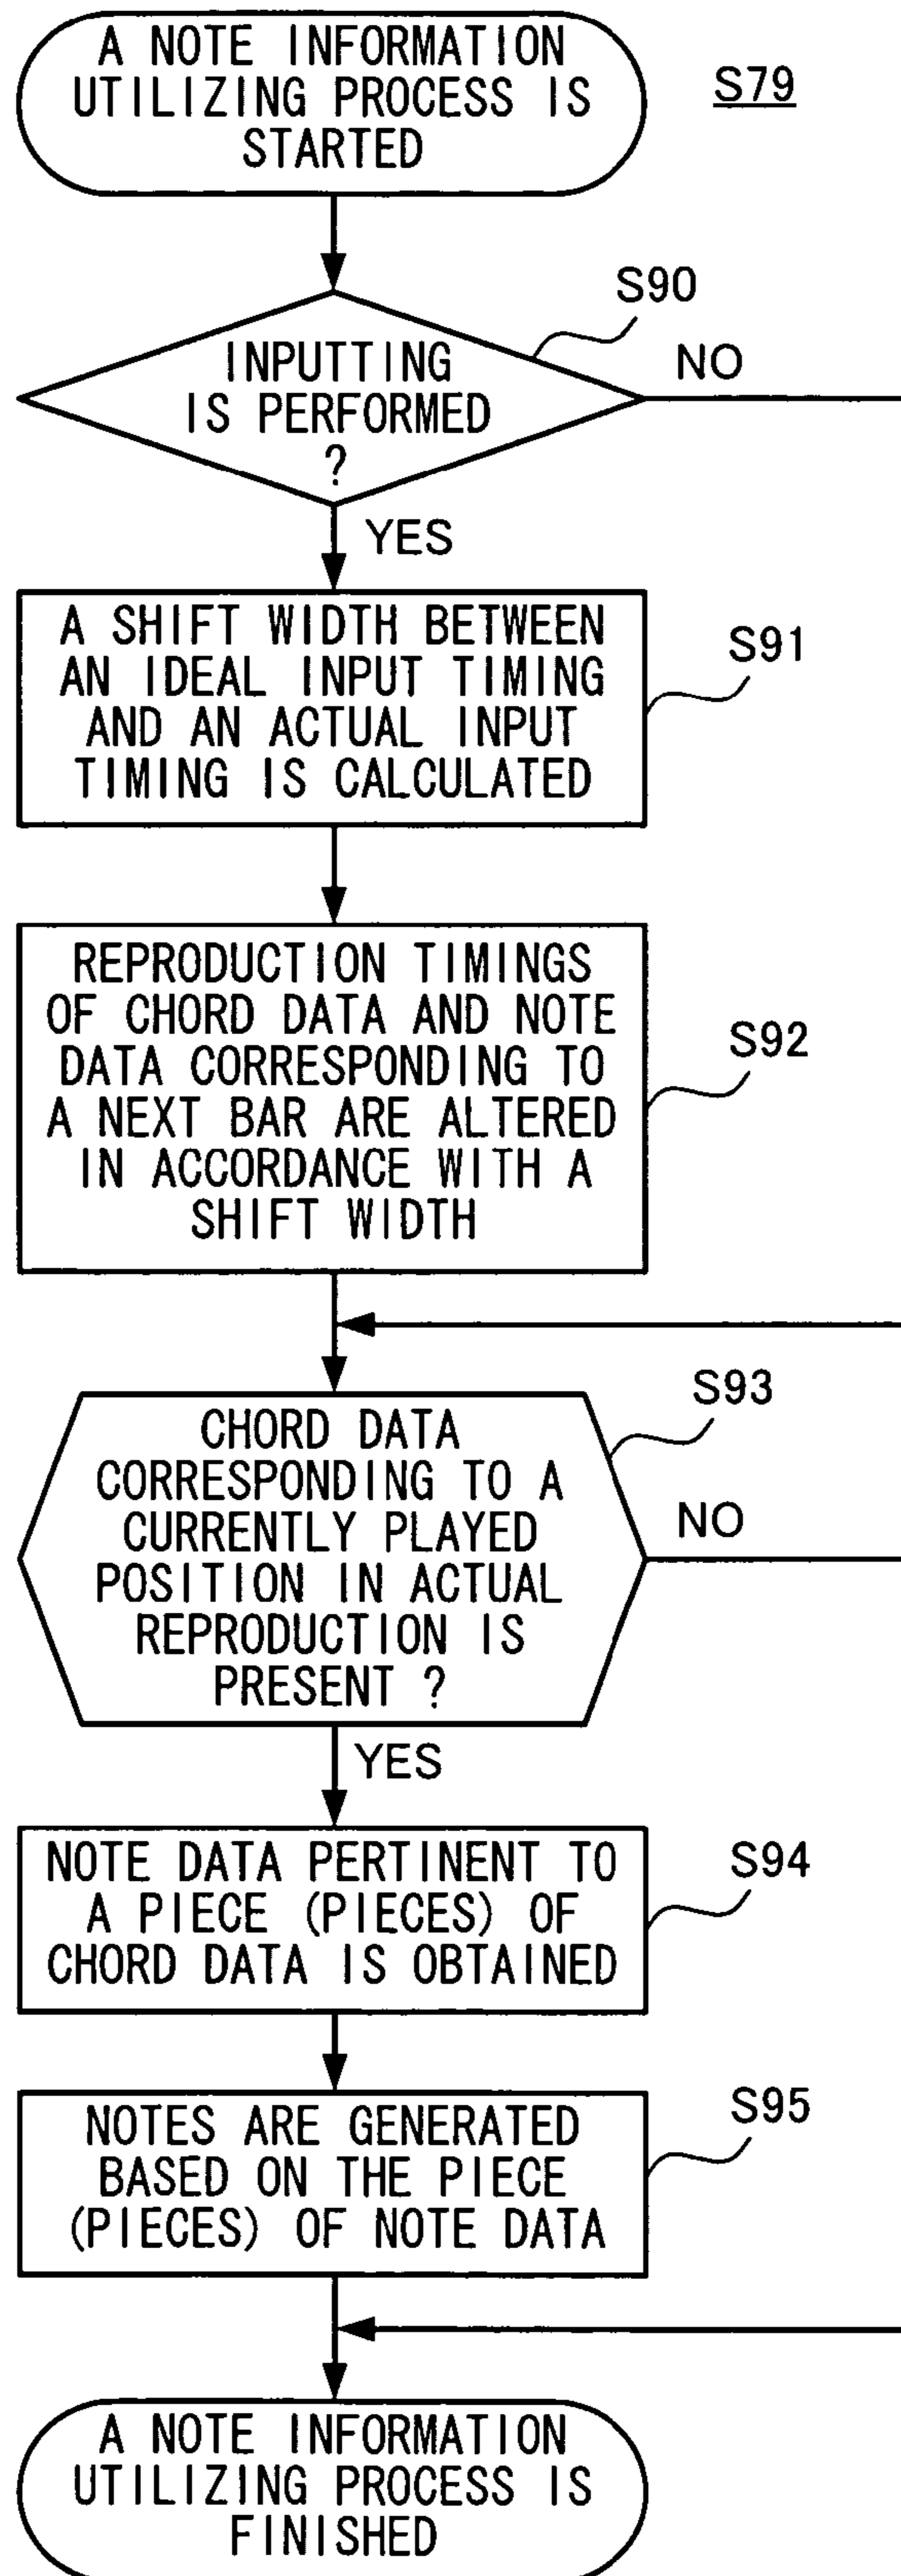 A NOTE INFORMATION
UTILIZING PROCESS IS
STARTED
S79
S90
INPUTTING
IS PERFORMED
?
NO
YES
A SHIFT WIDTH BETWEEN
AN IDEAL INPUT TIMING
AND AN ACTUAL INPUT
TIMING IS CALCULATED
S91
REPRODUCTION TIMINGS
OF CHORD DATA AND NOTE
DATA CORRESPONDING TO
A NEXT BAR ARE ALTERED
IN ACCORDANCE WITH A
SHIFT WIDTH
S92
S93
CHORD DATA
CORRESPONDING TO A
CURRENTLY PLAYED
POSITION IN ACTUAL
REPRODUCTION IS
PRESENT ?
NO
YES
NOTE DATA PERTINENT TO
A PIECE (PIECES) OF
CHORD DATA IS OBTAINED
S94
NOTES ARE GENERATED
BASED ON THE PIECE
(PIECES) OF NOTE DATA
S95
A NOTE INFORMATION
UTILIZING PROCESS IS
FINISHED